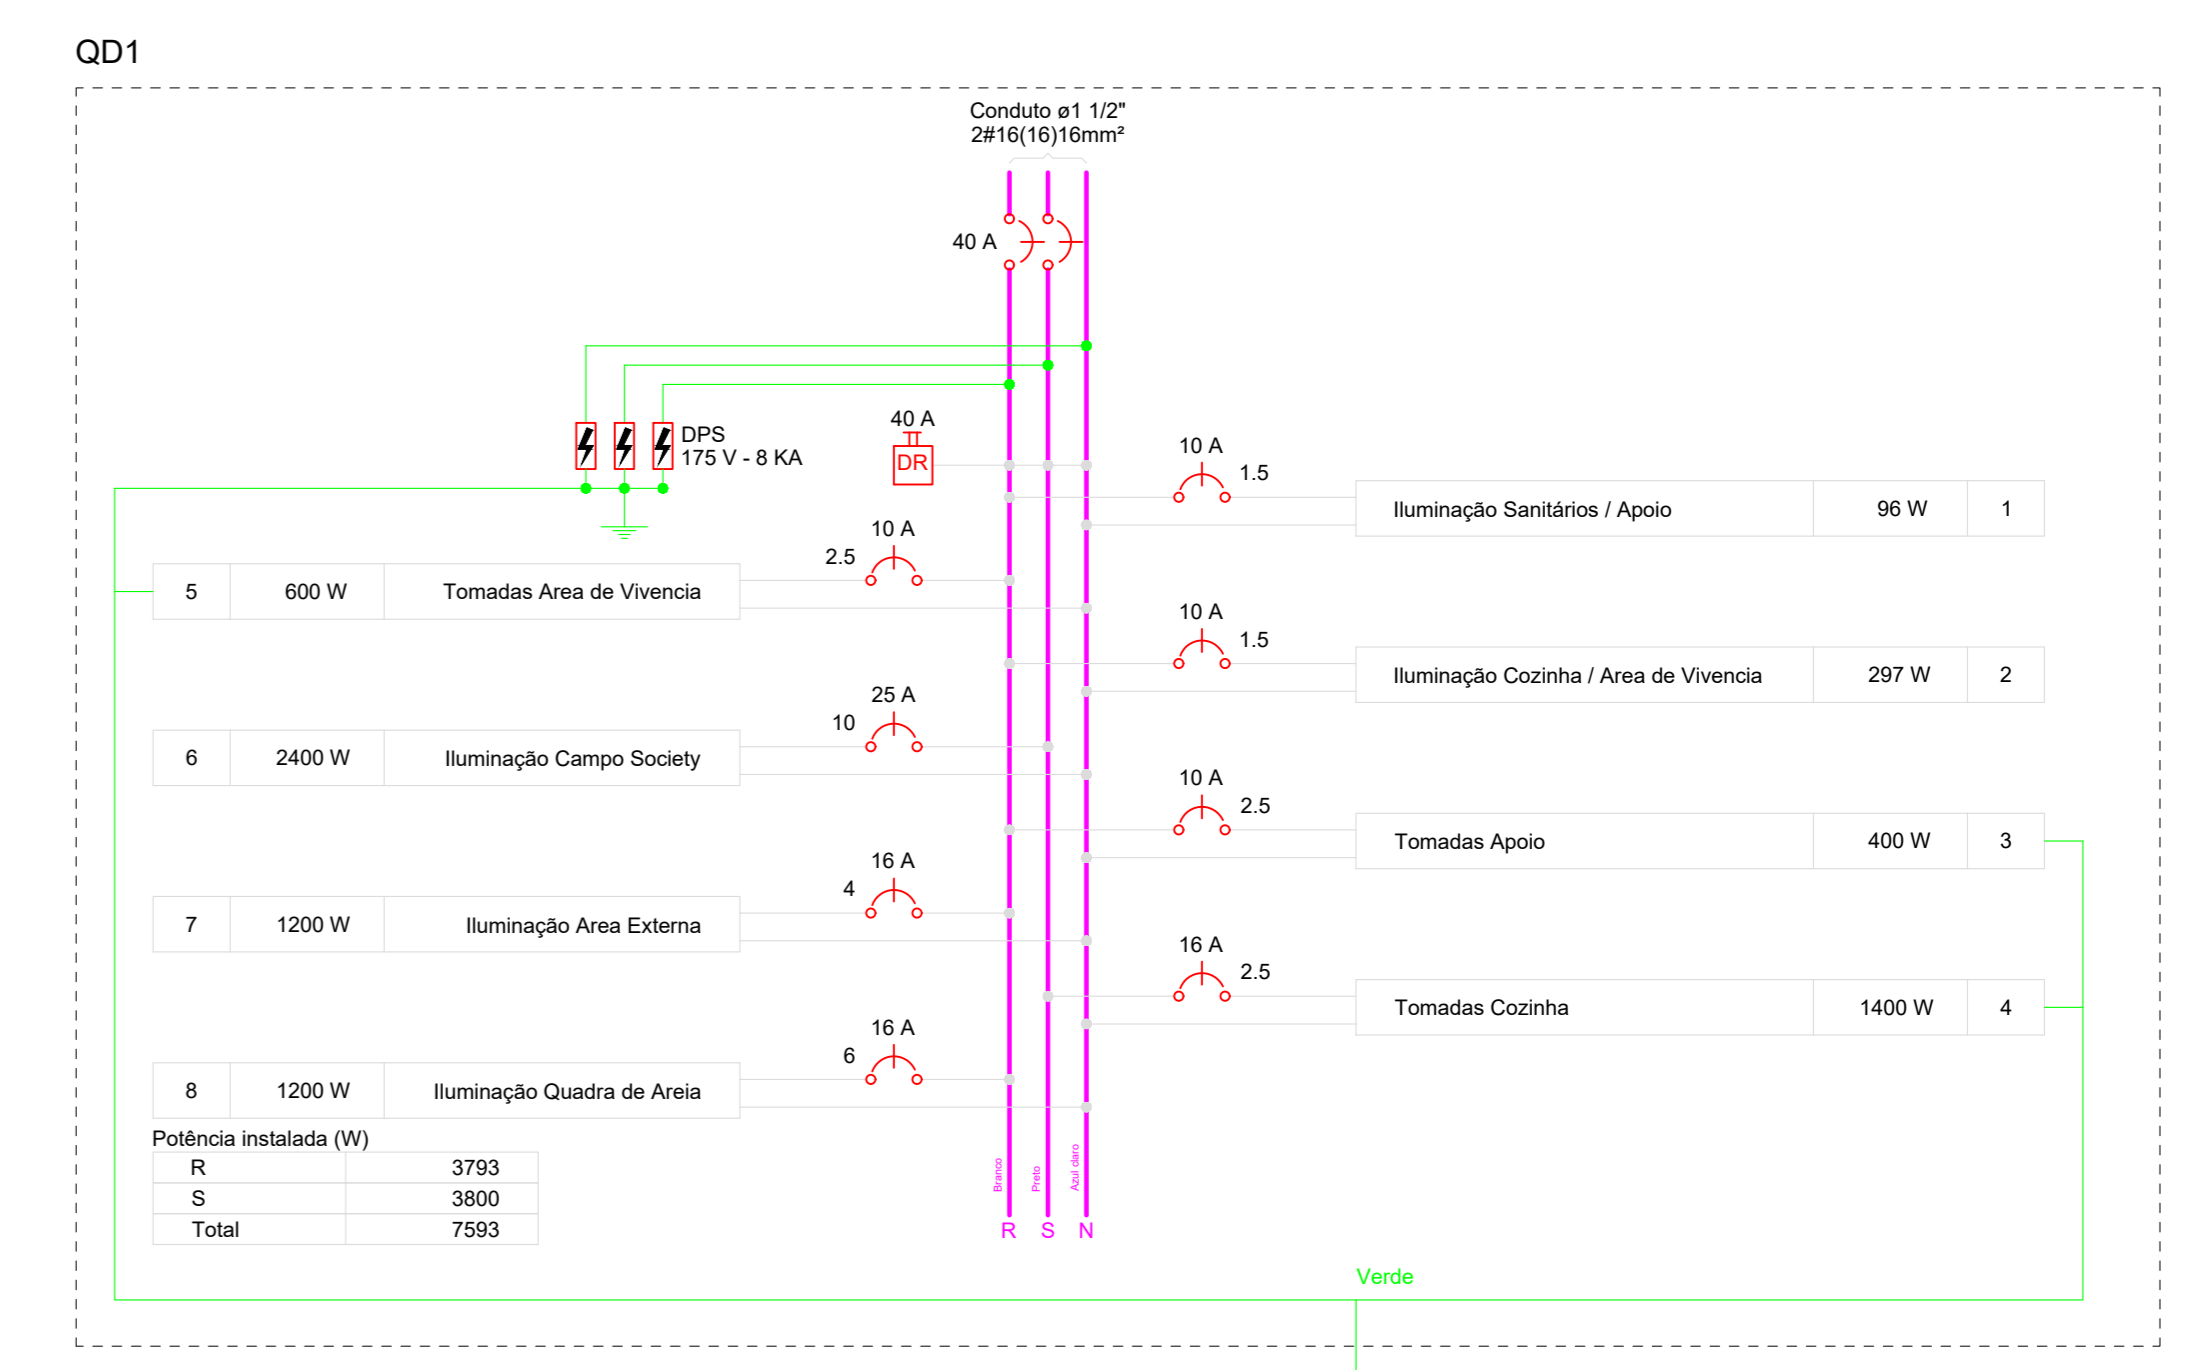 QD1
Conduto ø1 1/2"
2#16(16)16mm²
40 A
DPS
175 V - 8 KA
40 A
DR
10 A
1.5
Iluminação Sanitários / Apoio 96 W 1
10 A
2.5
5 600 W Tomadas Area de Vivencia
10 A
1.5
Iluminação Cozinha / Area de Vivencia 297 W 2
25 A
10
6 2400 W Iluminação Campo Society
10 A
2.5
Tomadas Apoio 400 W 3
16 A
4
7 1200 W Iluminação Area Externa
16 A
2.5
Tomadas Cozinha 1400 W 4
16 A
6
8 1200 W Iluminação Quadra de Areia
Potência instalada (W)
R 3793
S 3800
Total 7593
Branco
Preto
Azul claro
R S N
Verde